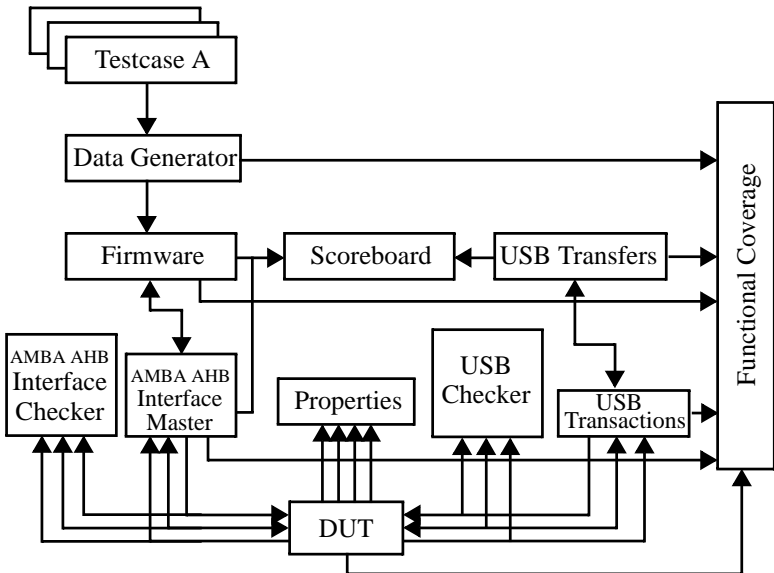 Testcase A
Data Generator
Firmware
Scoreboard
USB Transfers
Functional Coverage
AMBA AHB
Interface
Checker
AMBA AHB
Interface
Master
Properties
USB
Checker
USB
Transactions
DUT